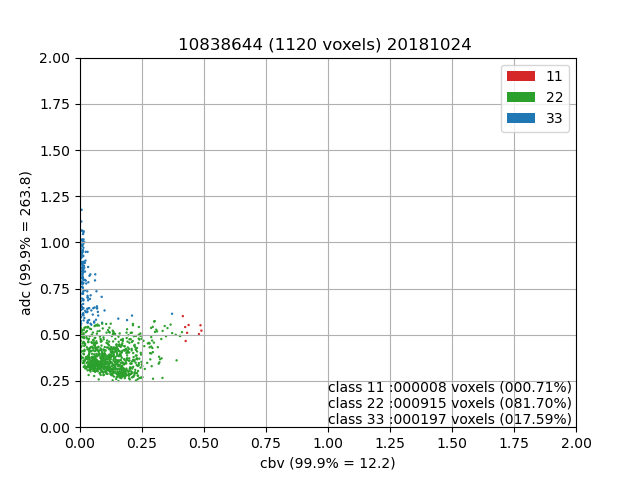 10838644 (1120 voxels) 20181024
2.00
1.75
1.50
1.25
1.00
0.75
0.50
0.25
0.00
adc (99.9% = 263.8)
11
22
33
class 11 :000008 voxels (000.71%)
class 22 :000915 voxels (081.70%)
class 33 :000197 voxels (017.59%)
0.00 0.25 0.50 0.75 1.00 1.25 1.50 1.75 2.00
cbv (99.9% = 12.2)